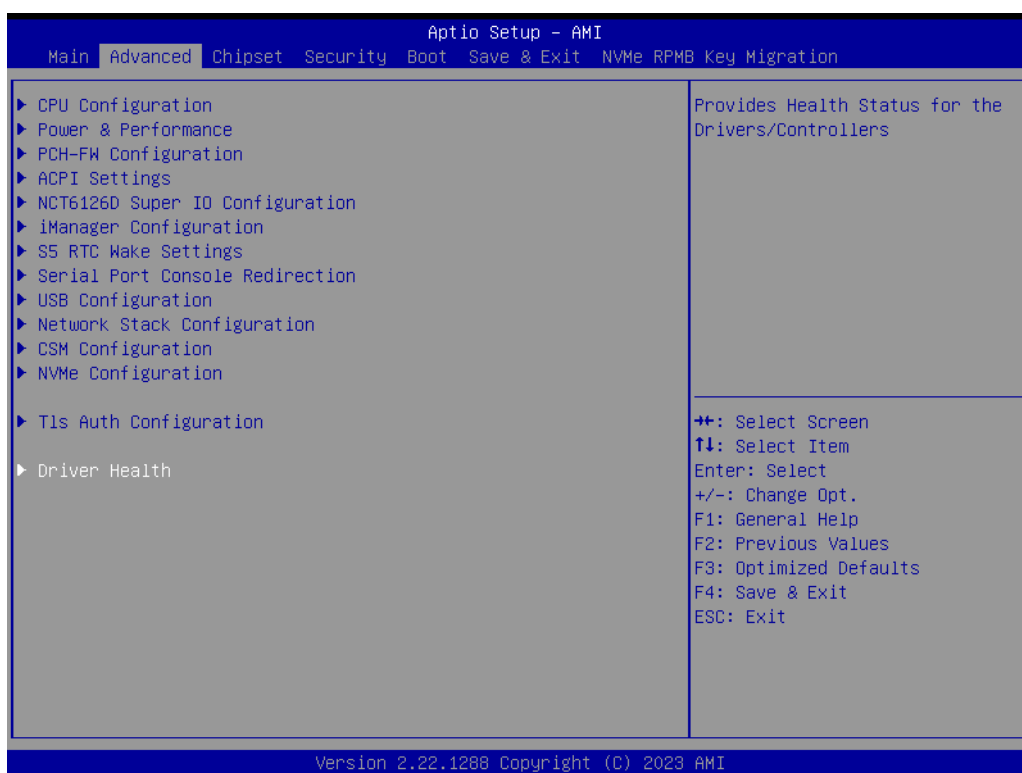 Aptio Setup – AMI
Main Advanced Chipset Security Boot Save & Exit NVMe RPMB Key Migration
CPU Configuration
Power & Performance
PCH-FW Configuration
ACPI Settings
NCT6126D Super IO Configuration
iManager Configuration
S5 RTC Wake Settings
Serial Port Console Redirection
USB Configuration
Network Stack Configuration
CSM Configuration
NVMe Configuration
Tls Auth Configuration
Driver Health
Provides Health Status for the
Drivers/Controllers
→←: Select Screen
↑↓: Select Item
Enter: Select
+/-: Change Opt.
F1: General Help
F2: Previous Values
F3: Optimized Defaults
F4: Save & Exit
ESC: Exit
Version 2.22.1288 Copyright (C) 2023 AMI